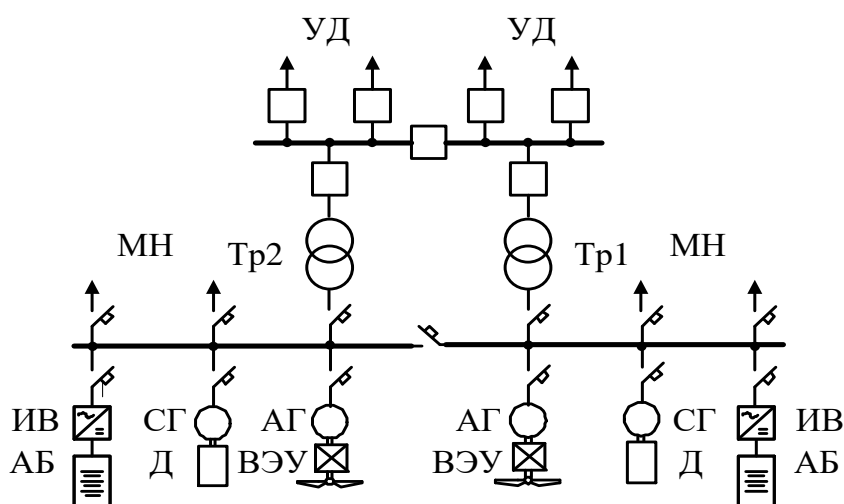 УД УД
МН Тр2 Тр1 МН
ИВ СГ АГ АГ СГ ИВ
АБ Д ВЭУ ВЭУ Д АБ